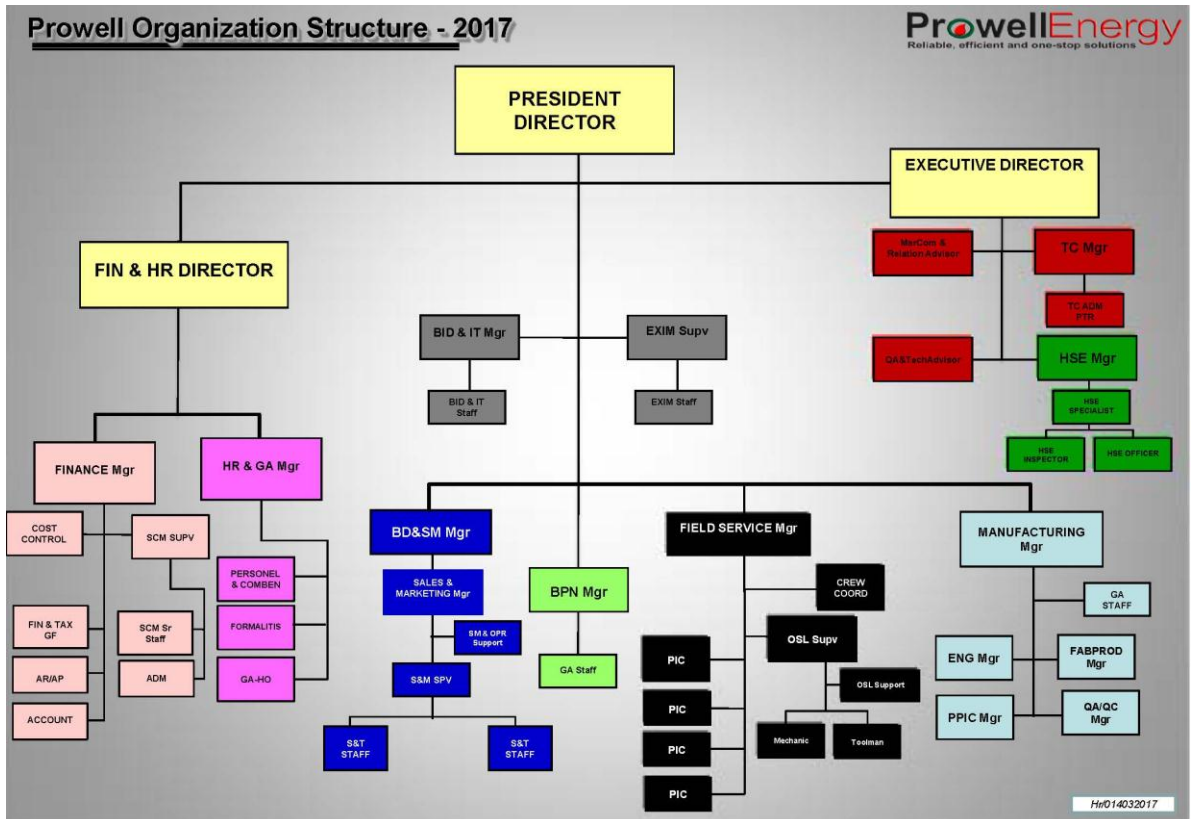 Prowell Organization Structure - 2017
ProwellEnergy
Reliable, efficient and one-stop solutions
PRESIDENT
DIRECTOR
EXECUTIVE DIRECTOR
FIN & HR DIRECTOR
MarCom &
Relation Advisor
TC Mgr
TC ADM
PTR
BID & IT Mgr
EXIM Supv
QA&TechAdvisor
HSE Mgr
BID & IT
Staff
EXIM Staff
HSE
SPECIALIST
HSE
INSPECTOR
HSE OFFICER
FINANCE Mgr
HR & GA Mgr
COST
CONTROL
SCM SUPV
BD&SM Mgr
FIELD SERVICE Mgr
MANUFACTURING
Mgr
PERSONEL
& COMBEN
SALES &
MARKETING Mgr
BPN Mgr
CREW
COORD
GA
STAFF
FIN & TAX
GF
SCM Sr
Staff
FORMALITIS
SM & OPR
Support
OSL Supv
PIC
ENG Mgr
FABPROD
Mgr
AR/AP
ADM
GA-HO
S&M SPV
GA Staff
OSL Support
PIC
PPIC Mgr
QA/QC
Mgr
ACCOUNT
S&T
STAFF
S&T
STAFF
PIC
Mechanic
Toolman
PIC
Hr/014032017